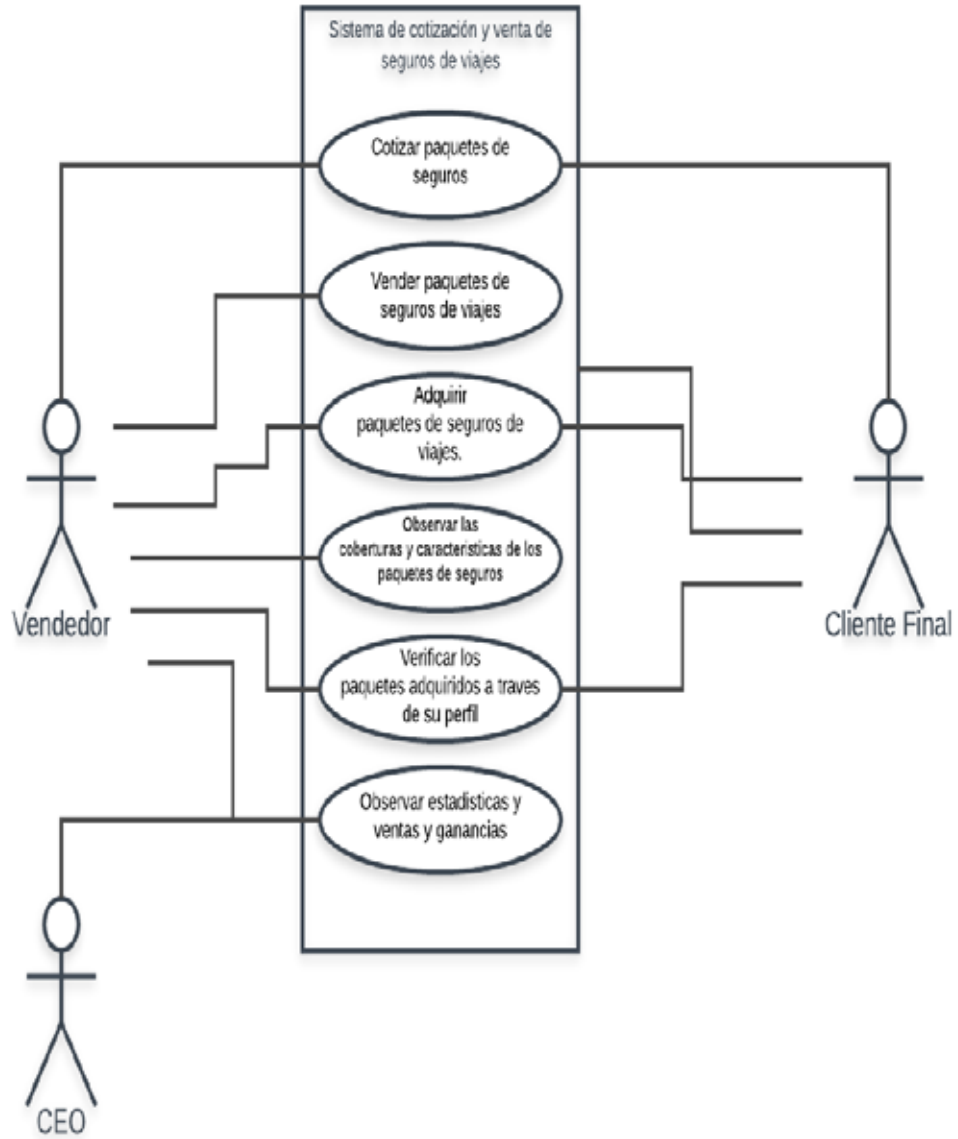 Sistema de cotización y venta de
seguros de viajes
Cotizar paquetes de
seguros
Vender paquetes de
seguros de viajes
Adquirir
paquetes de seguros de
viajes.
Observar las
coberturas y caracteristicas de los
paquetes de seguros
Vendedor
Cliente Final
Verificar los
paquetes adquiridos a traves
de su perfil
Observar estadisticas y
ventas y ganancias
CEO